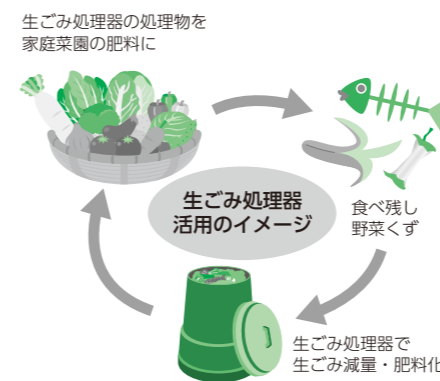 生ごみ処理器の処理物を
家庭菜園の肥料に
生ごみ処理器
活用のイメージ
食べ残し
野菜くず
生ごみ処理器で
生ごみ減量・肥料化